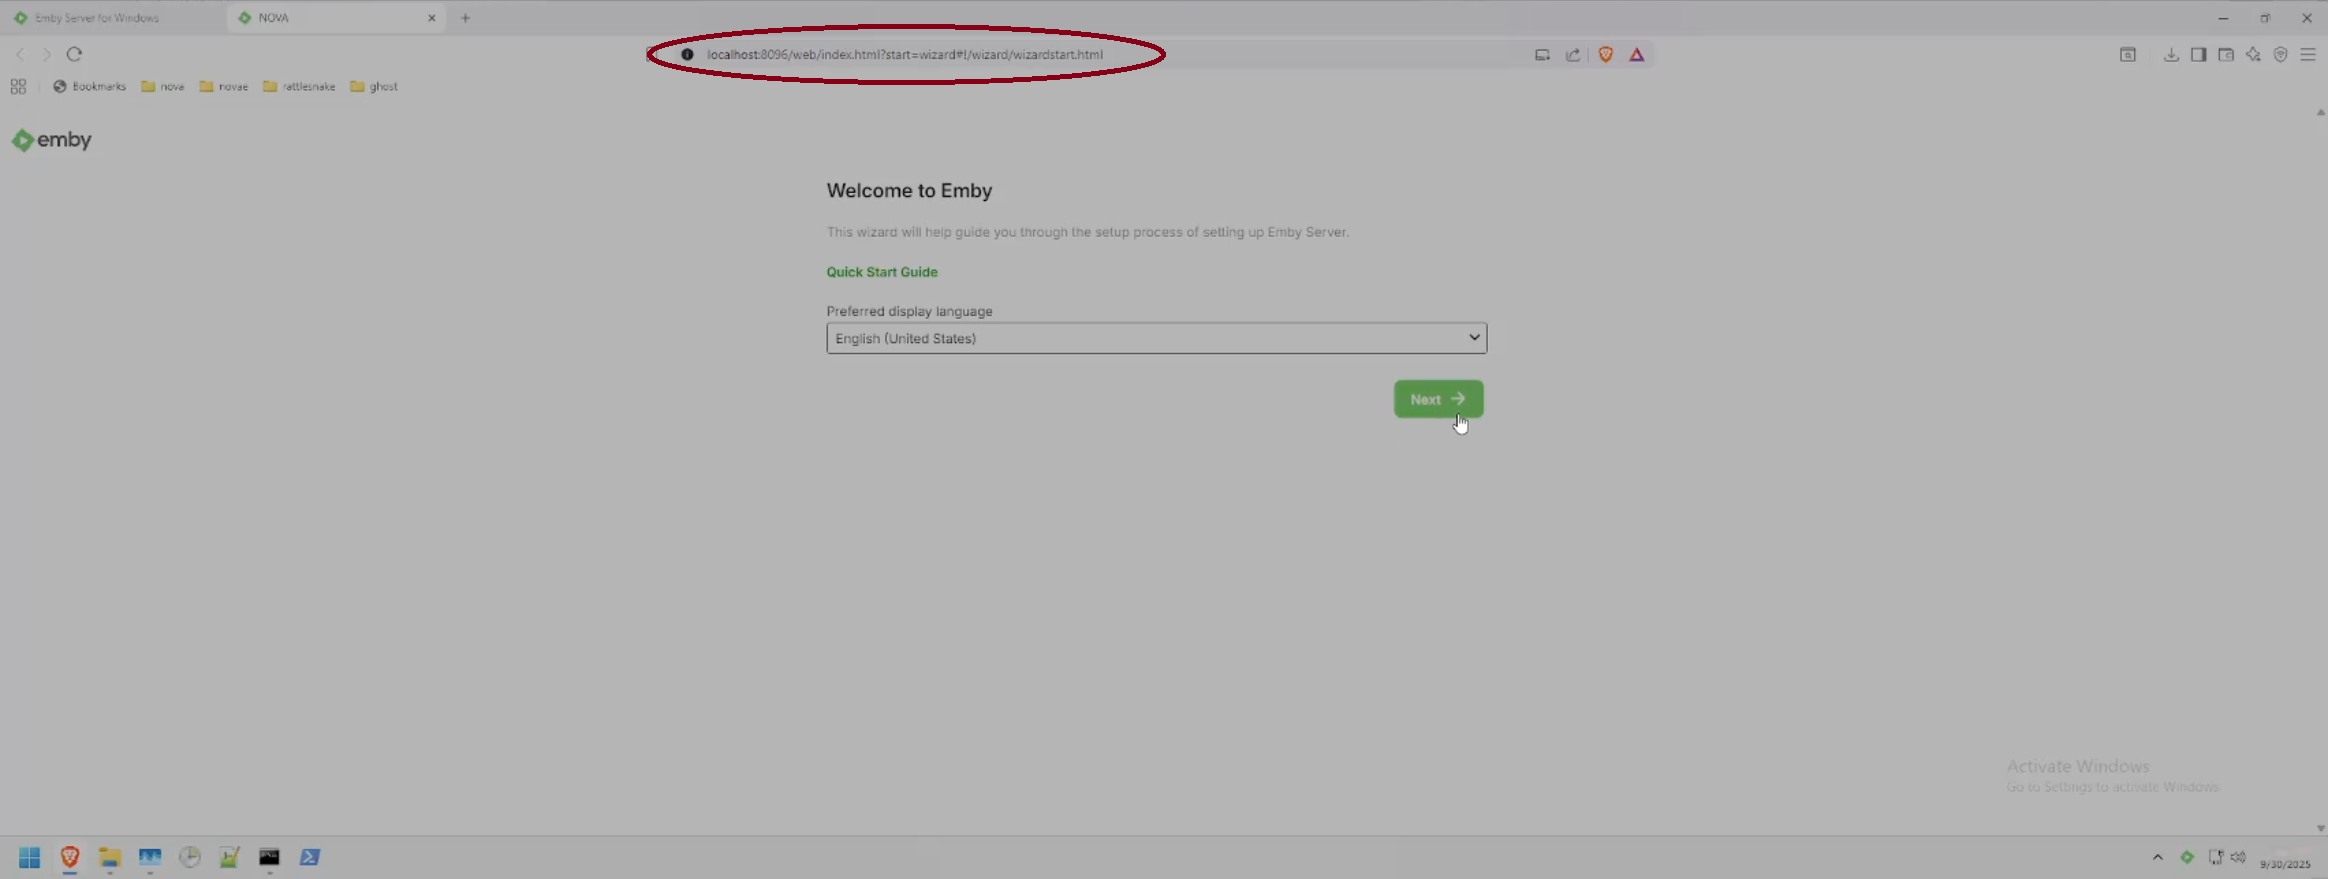 Emby Server for Windows
NOVA
localhost:8096/web/index.html?start=wizard#!/wizard/wizardstart.html
Bookmarks nova novae rattlesnake ghost
emby
Welcome to Emby
This wizard will help guide you through the setup process of setting up Emby Server.
Quick Start Guide
Preferred display language
English (United States)
Next
Activate Windows
Go to Settings to activate Windows.
9/30/2025